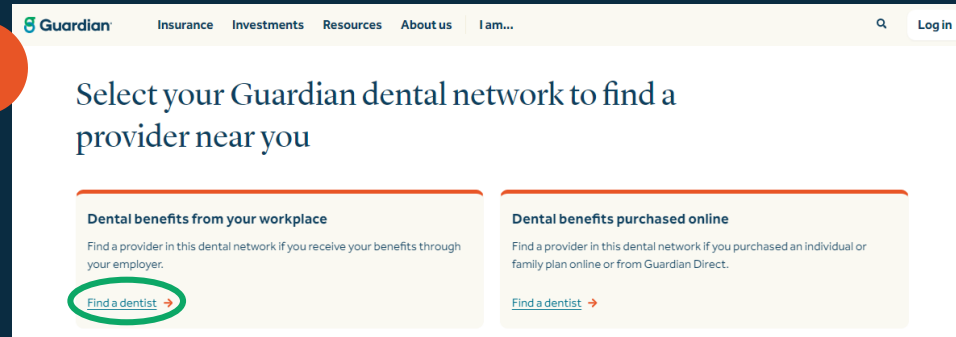 Guardian Insurance Investments Resources About us I am... Log in
Select your Guardian dental network to find a
provider near you
Dental benefits from your workplace
Find a provider in this dental network if you receive your benefits through
your employer.
Find a dentist →
Dental benefits purchased online
Find a provider in this dental network if you purchased an individual or
family plan online or from Guardian Direct.
Find a dentist →